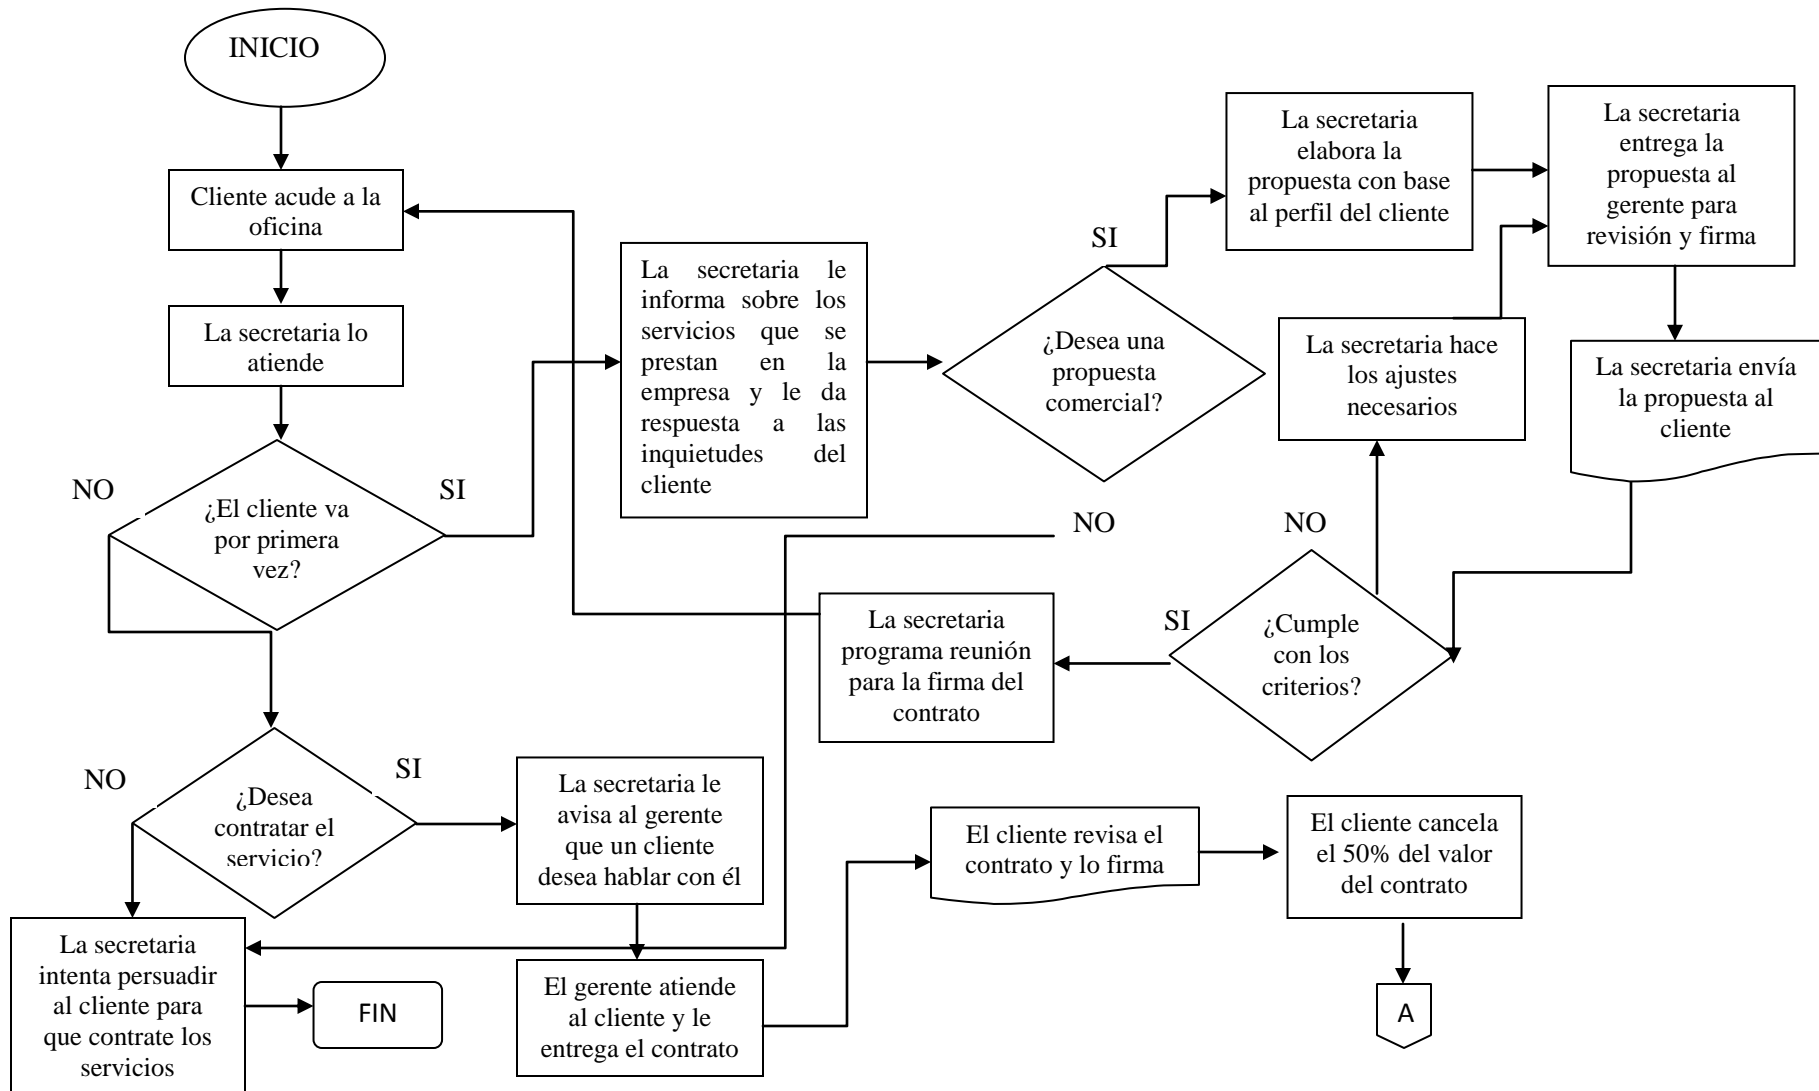 INICIO
Cliente acude a la
oficina
La secretaria lo
atiende
NO
SI
¿El cliente va
por primera
vez?
La secretaria le
informa sobre los
servicios que se
prestan en la
empresa y le da
respuesta a las
inquietudes del
cliente
SI
¿Desea una
propuesta
comercial?
NO
La secretaria
elabora la
propuesta con base
al perfil del cliente
La secretaria
entrega la
propuesta al
gerente para
revisión y firma
La secretaria hace
los ajustes
necesarios
La secretaria envía
la propuesta al
cliente
NO
SI
¿Cumple
con los
criterios?
La secretaria
programa reunión
para la firma del
contrato
NO
SI
¿Desea
contratar el
servicio?
La secretaria le
avisa al gerente
que un cliente
desea hablar con él
La secretaria
intenta persuadir
al cliente para
que contrate los
servicios
FIN
El gerente atiende
al cliente y le
entrega el contrato
El cliente revisa el
contrato y lo firma
El cliente cancela
el 50% del valor
del contrato
A